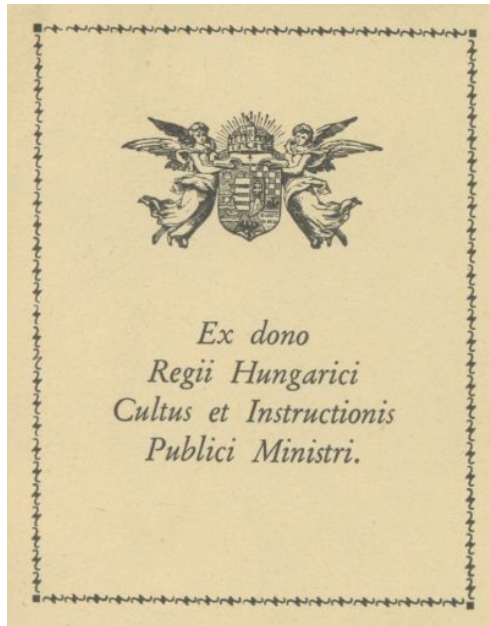 Ex dono
Regii Hungarici
Cultus et Instructionis
Publici Ministri.